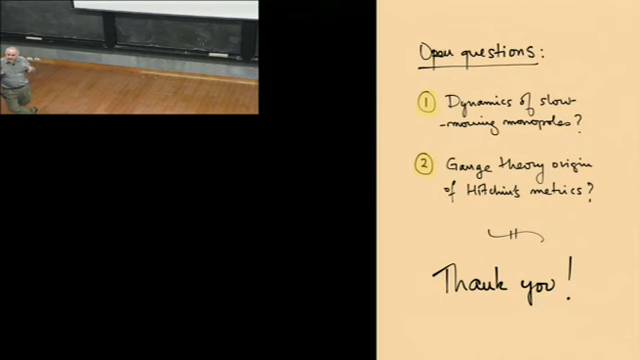 Open questions:
① Dynamics of slow
-moving monopoles?
② Gauge theory origin
of Hitchin's metrics?
Thank you!